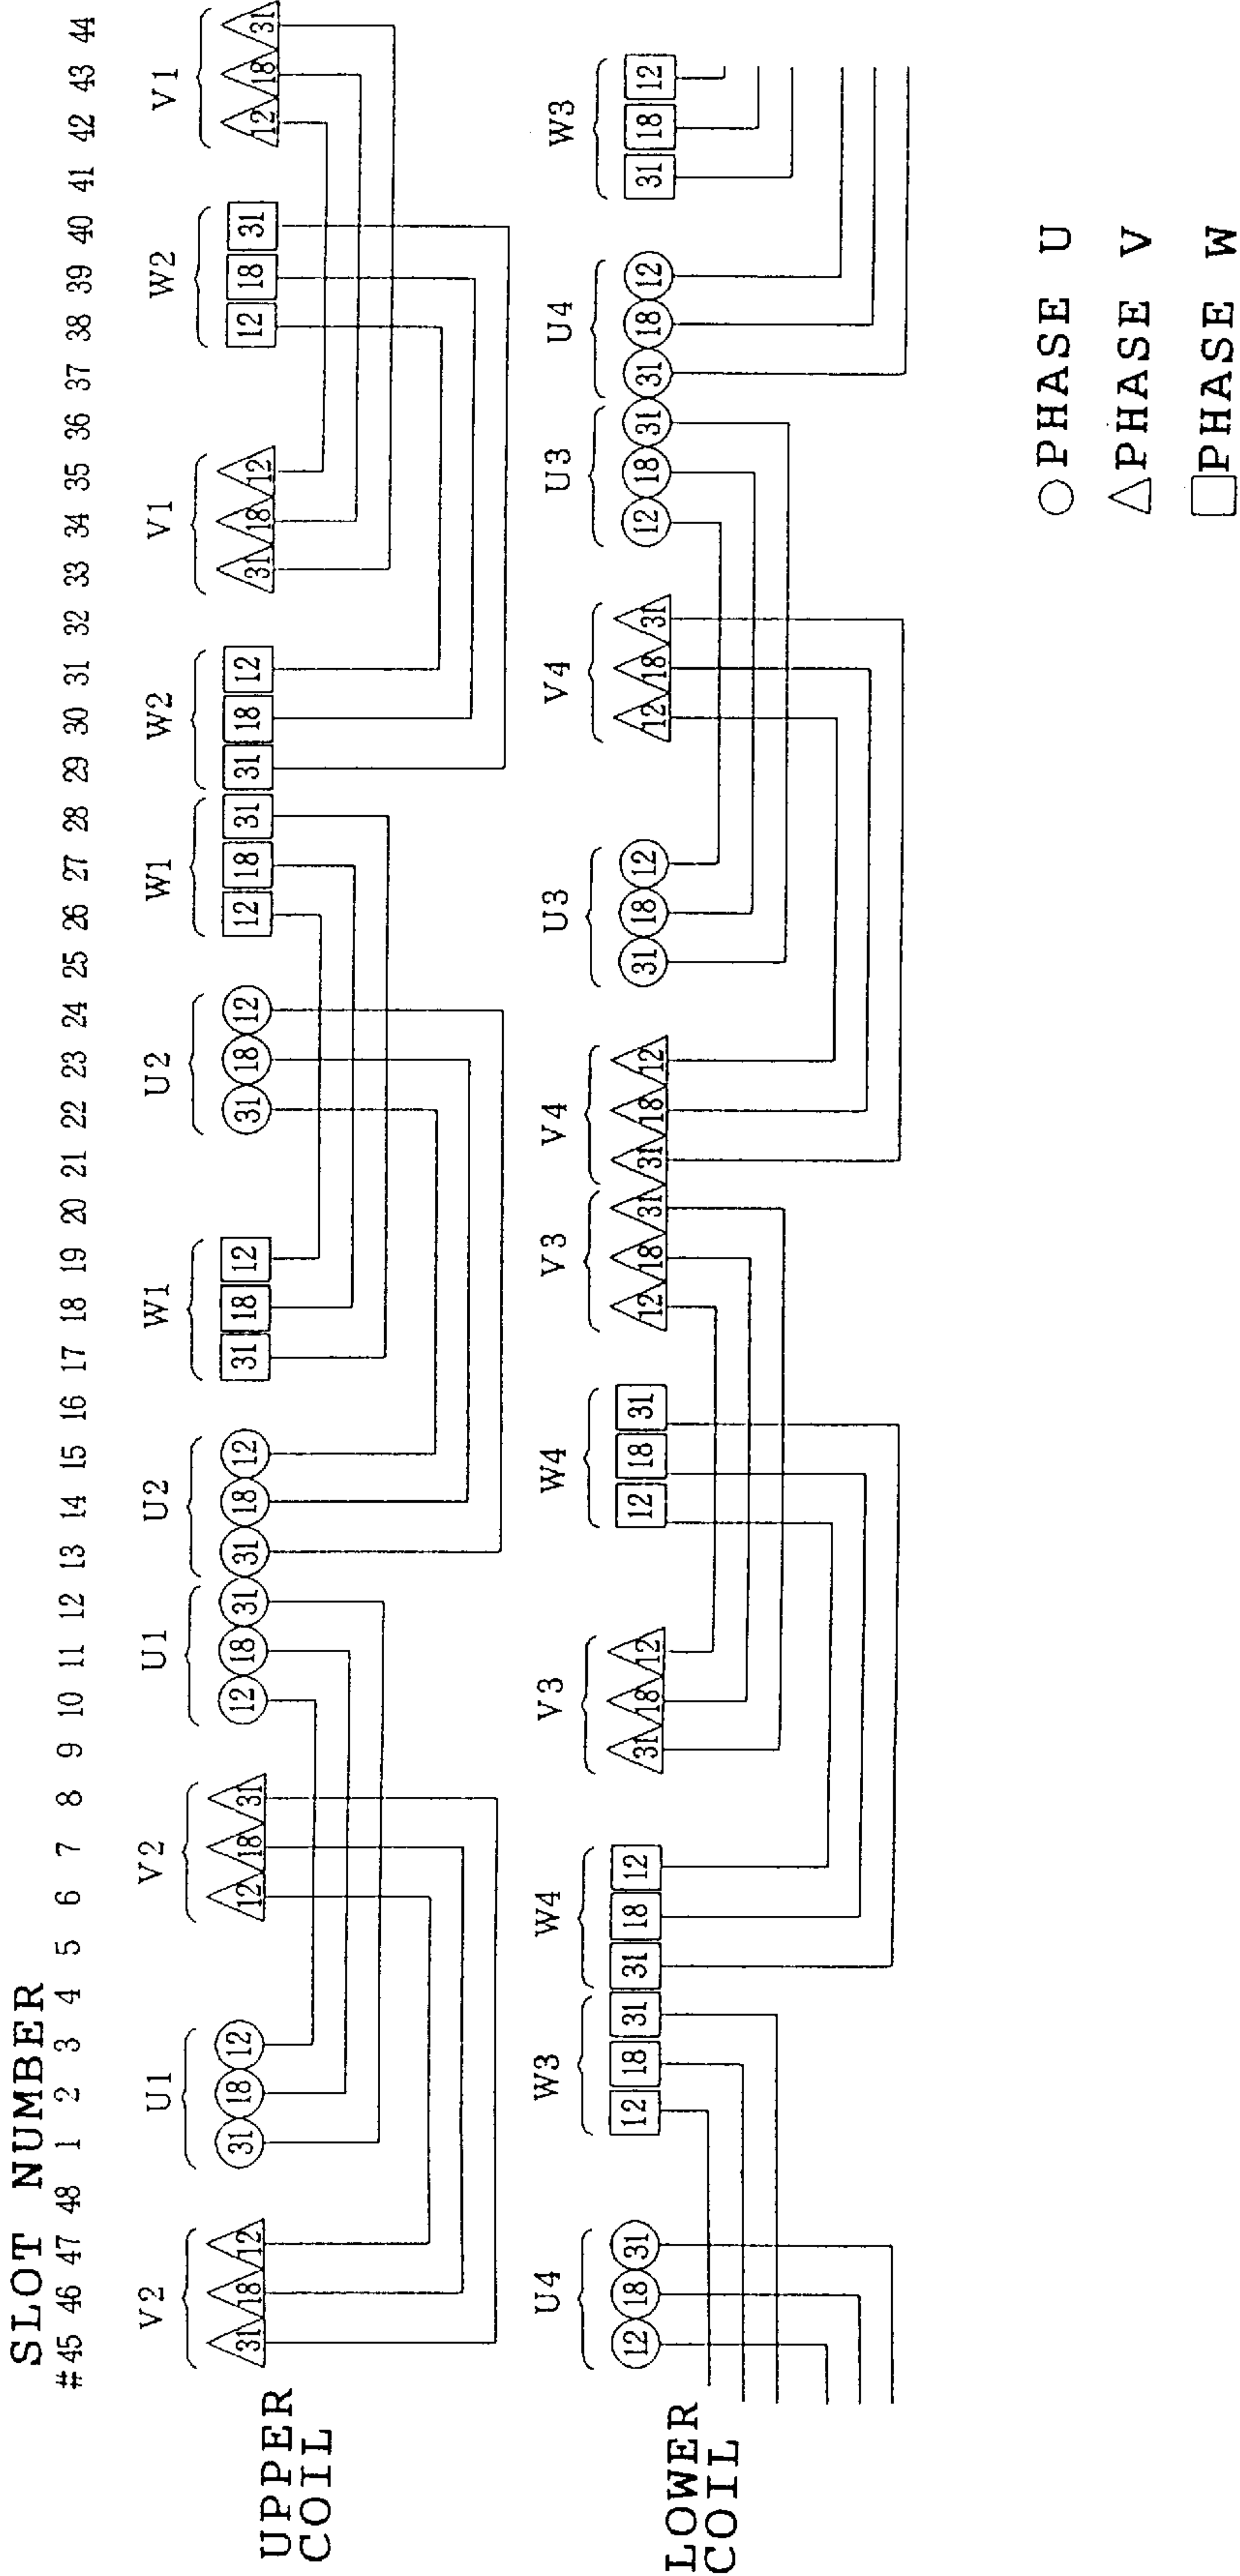 SLOT NUMBER
#45 46 47 48 1 2 3 4 5 6 7 8 9 10 11 12 13 14 15 16 17 18 19 20 21 22 23 24 25 26 27 28 29 30 31 32 33 34 35 36 37 38 39 40 41 42 43 44
V2 U1 V2 U1 U2 W1 U2 W1 W2 V1 W2 V1
31 18 12 31 18 12 12 18 31 12 18 31 31 18 12 31 18 12 31 18 12 12 18 31 31 18 12 31 18 12 12 18 31 12 18 31
UPPER
COIL
U4 W3 W4 V3 W4 V3 V4 U3 V4 U3 U4 W3
12 18 31 12 18 31 31 18 12 31 18 12 12 18 31 12 18 31 31 18 12 31 18 12 12 18 31 12 18 31 31 18 12 31 18 12
LOWER
COIL
PHASE U
PHASE V
PHASE W